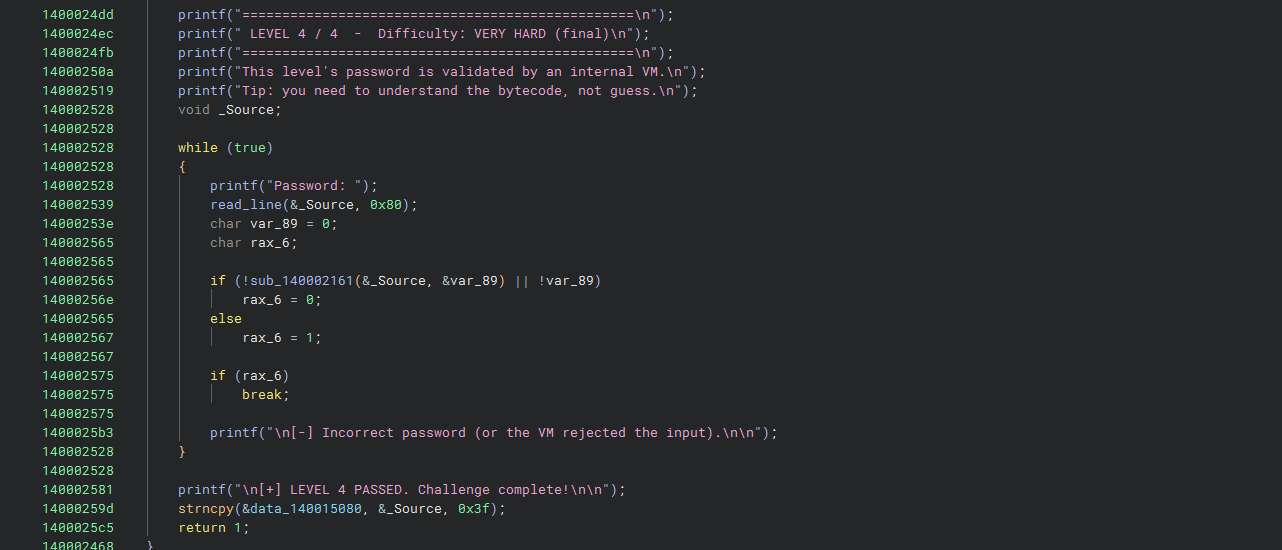 1400024dd printf("=================================================\n");
1400024ec printf(" LEVEL 4 / 4  -  Difficulty: VERY HARD (final)\n");
1400024fb printf("=================================================\n");
14000250a printf("This level's password is validated by an internal VM.\n");
140002519 printf("Tip: you need to understand the bytecode, not guess.\n");
140002528 void _Source;
140002528
140002528 while (true)
140002528 {
140002528     printf("Password: ");
140002539     read_line(&_Source, 0x80);
14000253e     char var_89 = 0;
140002565     char rax_6;
140002565
140002565     if (!sub_140002161(&_Source, &var_89) || !var_89)
14000256e         rax_6 = 0;
140002565     else
140002567         rax_6 = 1;
140002567
140002575     if (rax_6)
140002575         break;
140002575
1400025b3     printf("\n[-] Incorrect password (or the VM rejected the input).\n\n");
140002528 }
140002528
140002581 printf("\n[+] LEVEL 4 PASSED. Challenge complete!\n\n");
14000259d strncpy(&data_140015080, &_Source, 0x3f);
1400025c5 return 1;
140002468 }